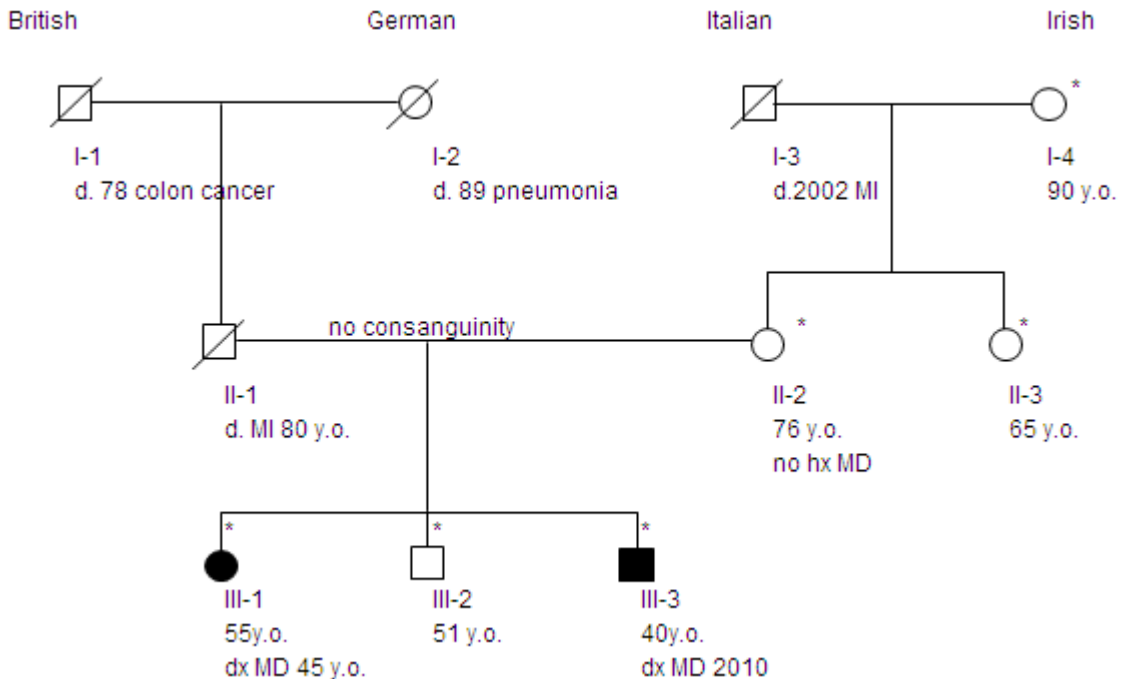 British German Italian Irish
*
I-1 I-2 I-3 I-4
d. 78 colon cancer d. 89 pneumonia d.2002 MI 90 y.o.
no consanguinity * *
II-1 II-2 II-3
d. MI 80 y.o. 76 y.o. 65 y.o.
no hx MD
* * *
III-1 III-2 III-3
55y.o. 51 y.o. 40y.o.
dx MD 45 y.o. dx MD 2010